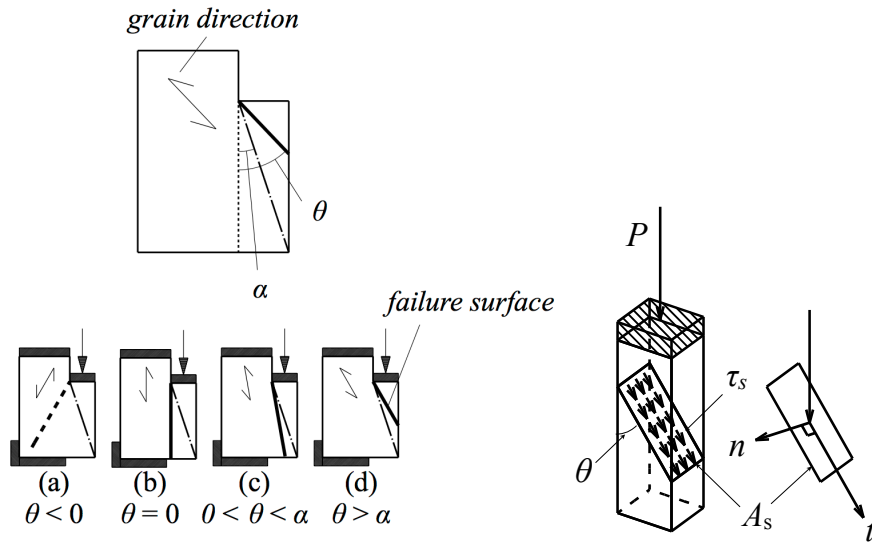 grain direction
θ
α
failure surface
(a) (b) (c) (d)
θ < 0 θ = 0 0 < θ < α θ > α
P
τs
θ
n
As
t